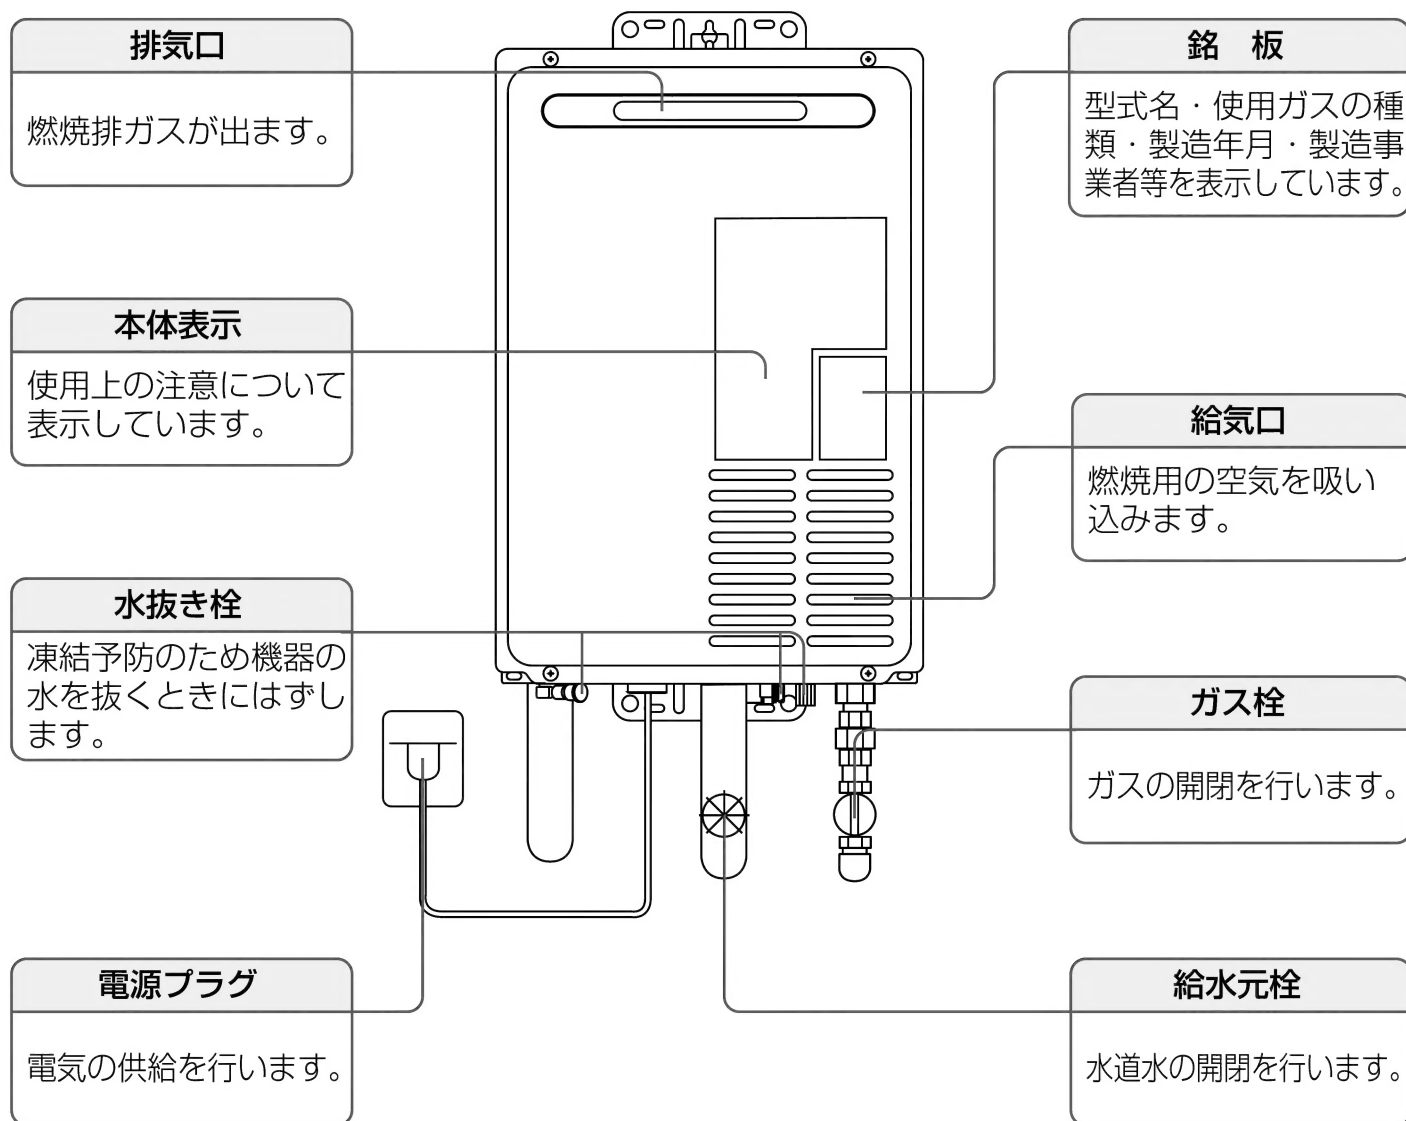 排気口
燃焼排ガスが出ます。
本体表示
使用上の注意について
表示しています。
水抜き栓
凍結予防のため機器の
水を抜くときにはずし
ます。
電源プラグ
電気の供給を行います。
銘　板
型式名・使用ガスの種
類・製造年月・製造事
業者等を表示しています。
給気口
燃焼用の空気を吸い
込みます。
ガス栓
ガスの開閉を行います。
給水元栓
水道水の開閉を行います。